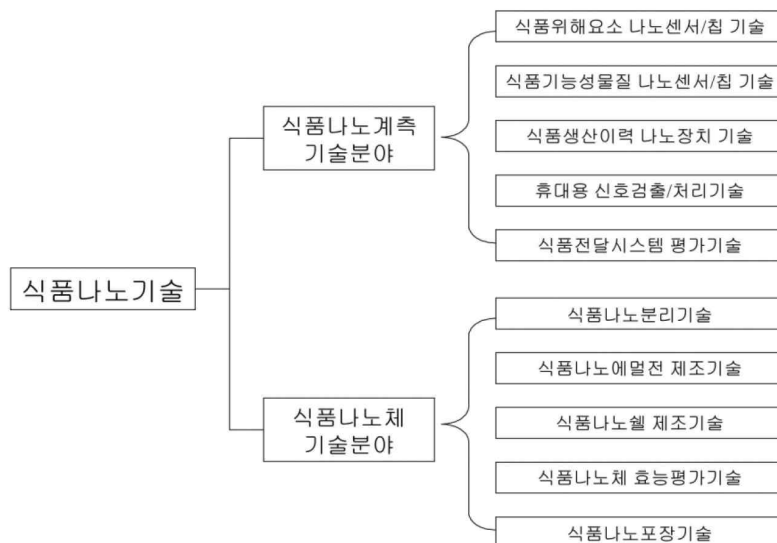 식품나노기술
식품나노계측
기술분야
식품위해요소 나노센서/칩 기술
식품기능성물질 나노센서/칩 기술
식품생산이력 나노장치 기술
휴대용 신호검출/처리기술
식품전달시스템 평가기술
식품나노체
기술분야
식품나노분리기술
식품나노에멀전 제조기술
식품나노쉘 제조기술
식품나노체 효능평가기술
식품나노포장기술